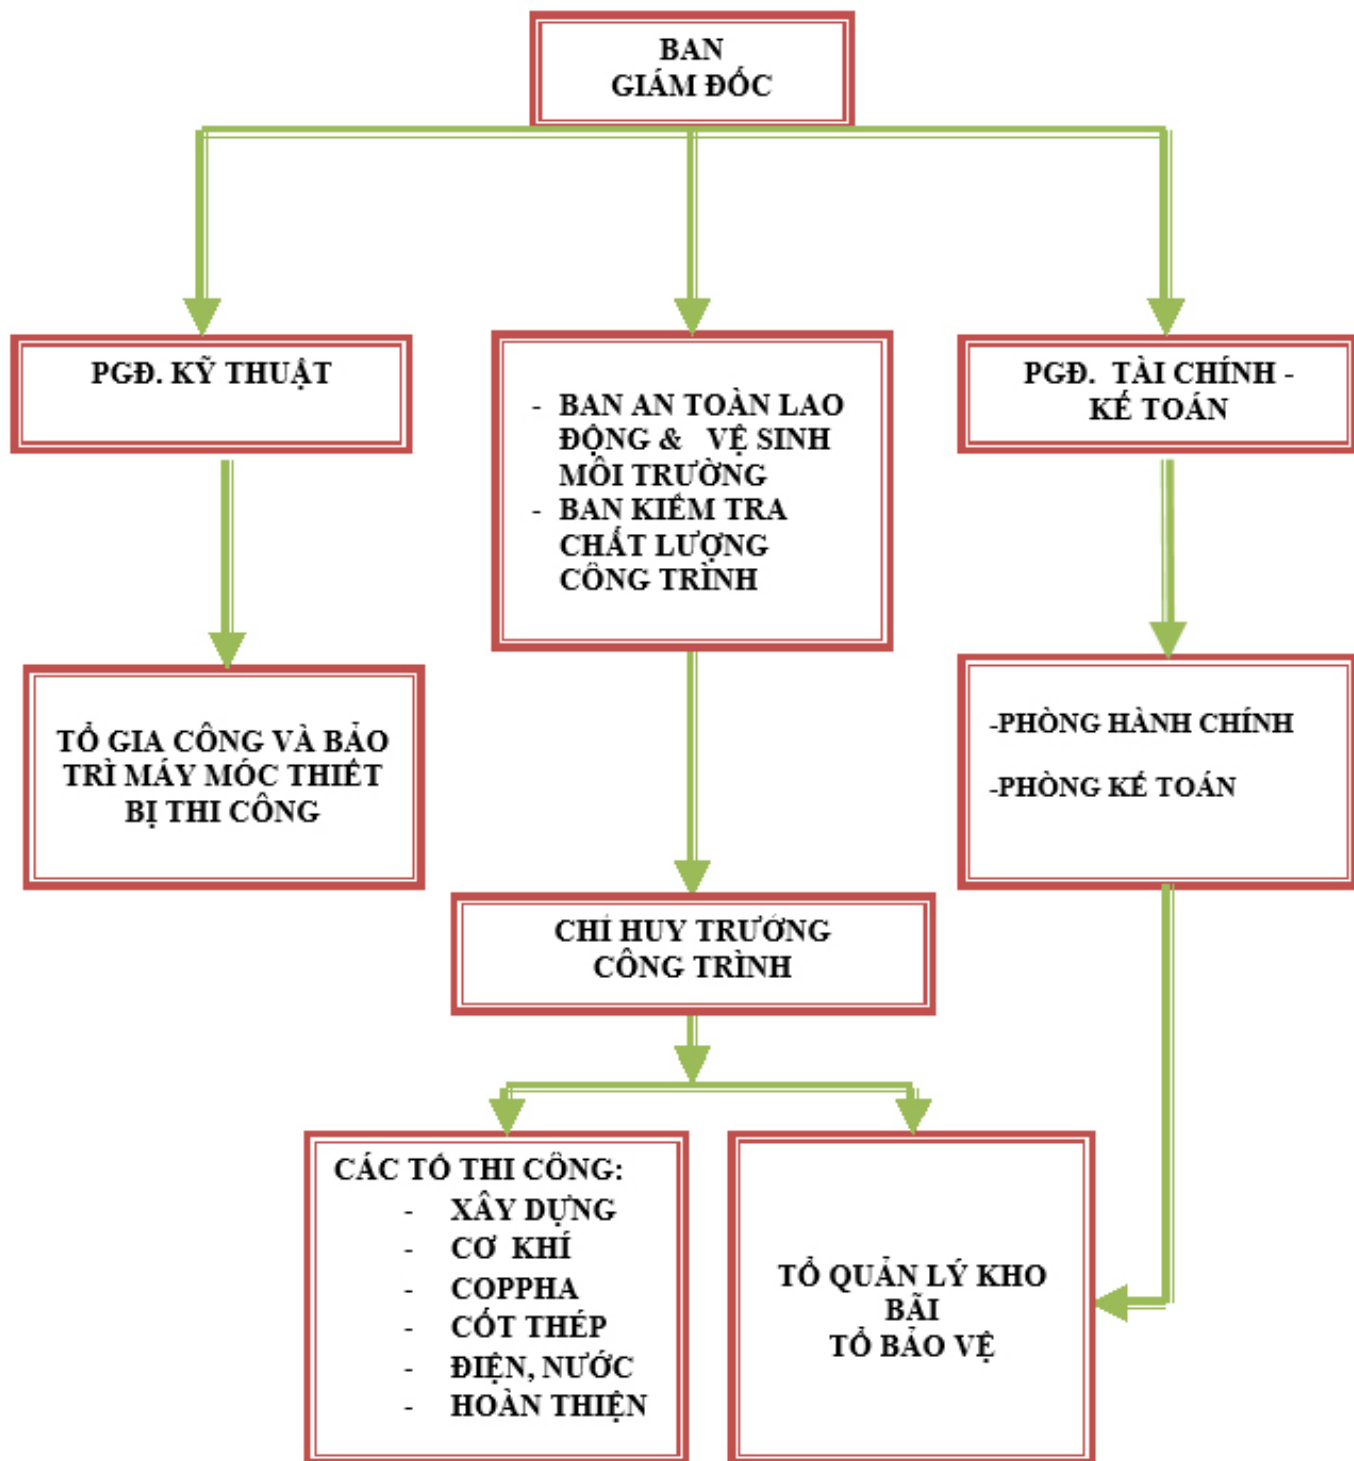 BAN
GIÁM ĐỐC
PGĐ. KỸ THUẬT
- BAN AN TOÀN LAO
ĐỘNG & VỆ SINH
MÔI TRƯỜNG
- BAN KIỂM TRA
CHẤT LƯỢNG
CÔNG TRÌNH
PGĐ. TÀI CHÍNH -
KẾ TOÁN
TỔ GIA CÔNG VÀ BẢO
TRÌ MÁY MÓC THIẾT
BỊ THI CÔNG
-PHÒNG HÀNH CHÍNH
-PHÒNG KẾ TOÁN
CHỈ HUY TRƯỞNG
CÔNG TRÌNH
CÁC TỔ THI CÔNG:
- XÂY DỰNG
- CƠ KHÍ
- COPPHA
- CỐT THÉP
- ĐIỆN, NƯỚC
- HOÀN THIỆN
TỔ QUẢN LÝ KHO
BÃI
TỔ BẢO VỆ